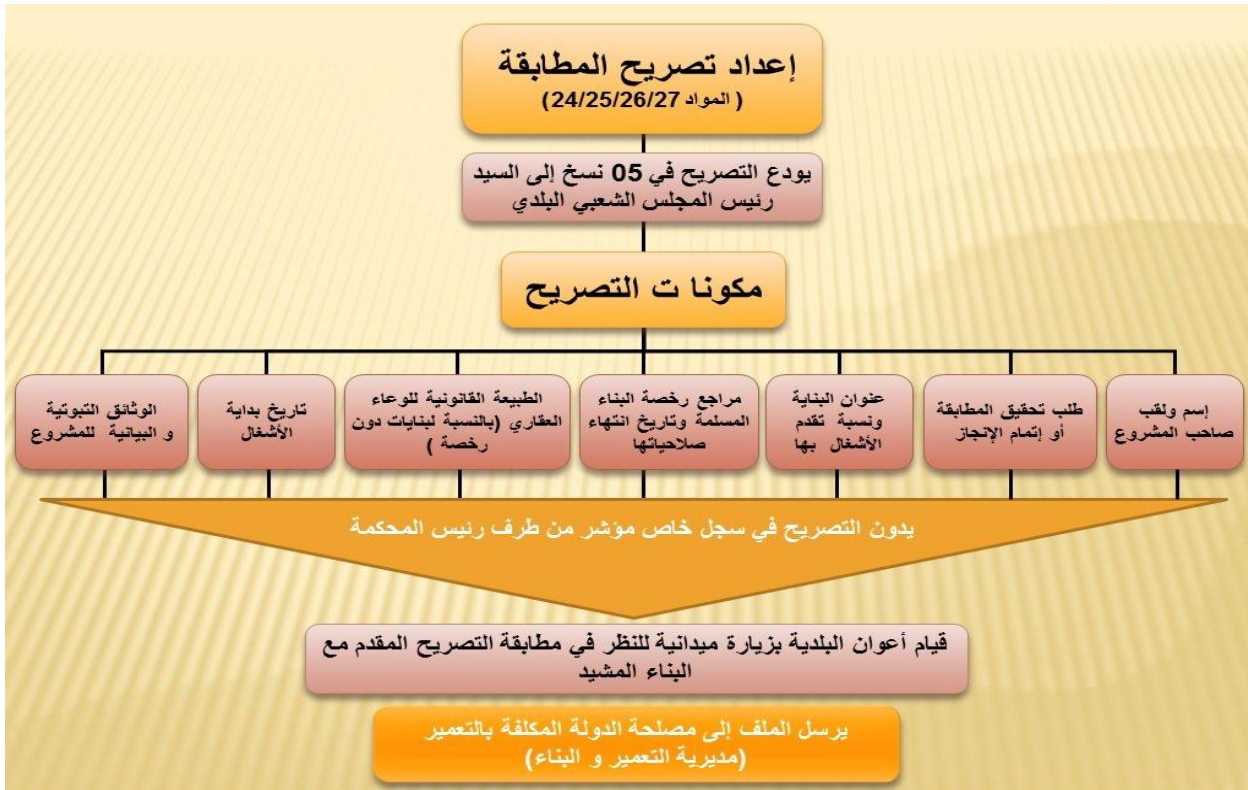 إعداد تصريح المطابقة
( المواد 24/25/26/27)
يودع التصريح في 05 نسخ إلى السيد
رئيس المجلس الشعبي البلدي
مكونا ت التصريح
إسم ولقب
صاحب المشروع
طلب تحقيق المطابقة
أو إتمام الإنجاز
عنوان البناية
ونسبة تقدم
الأشغال بها
مراجع رخصة البناء
المسلمة وتاريخ انتهاء
صلاحياتها
الطبيعة القانونية للوعاء
العقاري (بالنسبة لبنايات دون
رخصة )
تاريخ بداية
الأشغال
الوثائق التبوتية
و البيانية للمشروع
يدون التصريح في سجل خاص مؤشر من طرف رئيس المحكمة
قيام أعوان البلدية بزيارة ميدانية للنظر في مطابقة التصريح المقدم مع
البناء المشيد
يرسل الملف إلى مصلحة الدولة المكلفة بالتعمير
(مديرية التعمير و البناء)